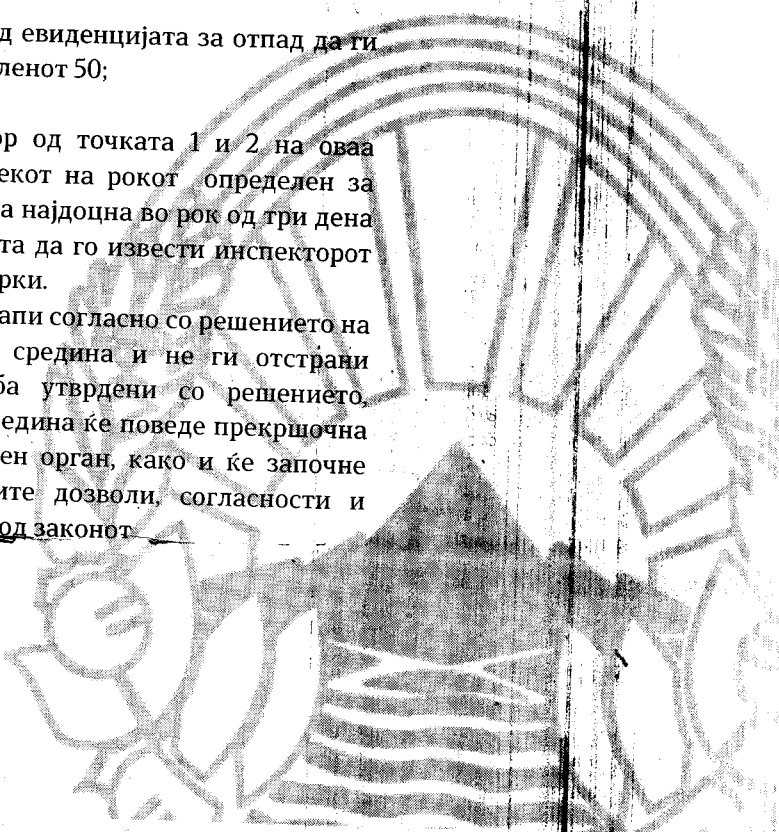 д евиденцијата за отпад да ги
ленот 50;
ор од точката 1 и 2 на оваа
екот на рокот определен за
а најдоцна во рок од три дена
та да го извести инспекторот
рки.
апи согласно со решението на
средина и не ги отстрани
ба утврдени со решението,
едина ќе поведе прекршочна
ен орган, како и ќе започне
ите дозволи, согласности и
од законот